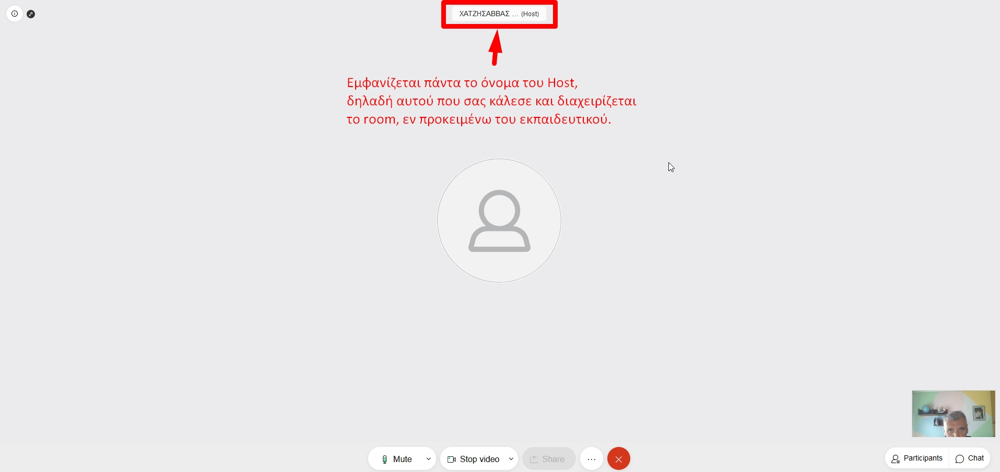 ΧΑΤΖΗΣΑΒΒΑΣ ... (Host)
Εμφανίζεται πάντα το όνομα του Host,
δηλαδή αυτού που σας κάλεσε και διαχειρίζεται
το room, εν προκειμένω του εκπαιδευτικού.
Mute
Stop video
Share
Participants
Chat